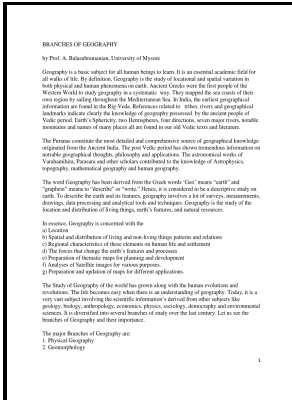 BRANCHES OF GEOGRAPHY
by Prof. A. Balasubramanian, University of Mysore
Geography is a basic subject for all human beings to learn. It is an essential academic field for
all walks of life. By definition, Geography is the study of locational and spatial variation in
both physical and human phenomena on earth. Ancient Greeks were the first people of the
Western World to study geography in a systematic way. They mapped the sea coasts of their
own region by sailing throughout the Mediterranean Sea. In India, the earliest geographical
information are found in the Rig-Veda. References related to tribes, rivers and geographical
landmarks indicate clearly the knowledge of geography possessed by the ancient people of
Vedic period. Earth's Sphericity, two Hemispheres, four directions, seven major rivers, notable
mountains and names of many places all are found in our old Vedic texts and literature.
The Puranas constitute the most detailed and comprehensive source of geographical knowledge
originated from the Ancient India. The post Vedic period has shown tremendous information on
notable geographical thoughts, philosophy and applications. The astronomical works of
Varahamihira, Parasara and other scholars contributed to the knowledge of Astrophysics,
topography, mathematical geography and human geography.
The word Geography has been derived from the Greek words 'Geo' means "earth" and
"graphein" means to "describe" or "write." Hence, it is considered to be a descriptive study on
earth. To describe the earth and its features, geography involves a lot of surveys, measurements,
drawings, data processing and analytical tools and techniques. Geography is the study of the
location and distribution of living things, earth's features, and natural resources.
In essence, Geography is concerned with the
a) Location
b) Spatial and distribution of living and non-living things patterns and relations
c) Regional characteristics of these elements on human life and settlement
d) The forces that change the earth's features and processes
e) Preparation of thematic maps for planning and development
f) Analyses of Satellite images for various purposes.
g) Preparation and updation of maps for different applications.
The Study of Geography of the world has grown along with the human evolutions and
revolutions. The life becomes easy when there is an understanding of geography. Today, it is a
very vast subject involving the scientific information's derived from other subjects like
geology, biology, anthropology, economics, physics, sociology, demography and environmental
sciences. It is diversified into several branches of study over the last century. Let us see the
branches of Geography and their importance.
The major Branches of Geography are:
1. Physical Geography
2. Geomorphology
1